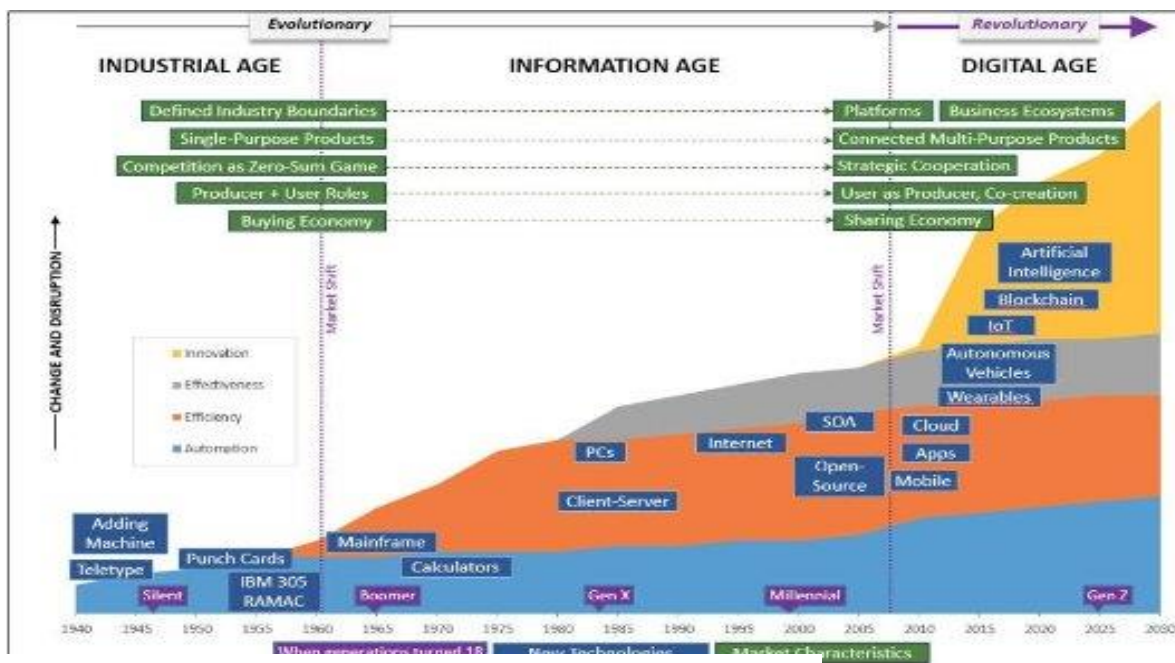 Evolutionary
Revolutionary
INDUSTRIAL AGE
INFORMATION AGE
DIGITAL AGE
Defined Industry Boundaries
Platforms
Business Ecosystems
Single-Purpose Products
Connected Multi-Purpose Products
Competition as Zero-Sum Game
Strategic Cooperation
Producer + User Roles
User as Producer, Co-creation
Buying Economy
Sharing Economy
CHANGE AND DISRUPTION
Market Shift
Market Shift
Innovation
Effectiveness
Efficiency
Automation
Artificial
Intelligence
Blockchain
IoT
Autonomous
Vehicles
Wearables
SOA
Cloud
PCs
Internet
Apps
Open-
Source
Mobile
Client-Server
Adding
Machine
Mainframe
Punch Cards
Calculators
Teletype
IBM 305
RAMAC
Silent
Boomer
Gen X
Millennial
Gen Z
1940 1945 1950 1955 1960 1965 1970 1975 1980 1985 1990 1995 2000 2005 2010 2015 2020 2025 2030
When generations turned 18
New Technologies
Market Characteristics